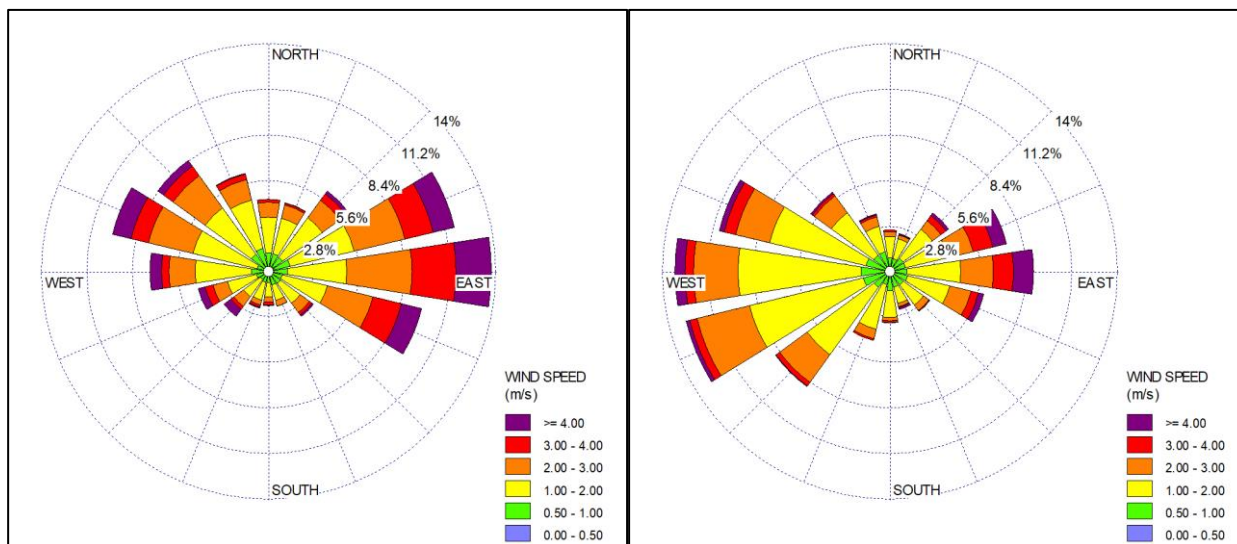 NORTH
14%
11.2%
8.4%
5.6%
2.8%
WEST
EAST
SOUTH
WIND SPEED
(m/s)
>= 4.00
3.00 - 4.00
2.00 - 3.00
1.00 - 2.00
0.50 - 1.00
0.00 - 0.50
NORTH
14%
11.2%
8.4%
5.6%
2.8%
WEST
EAST
SOUTH
WIND SPEED
(m/s)
>= 4.00
3.00 - 4.00
2.00 - 3.00
1.00 - 2.00
0.50 - 1.00
0.00 - 0.50